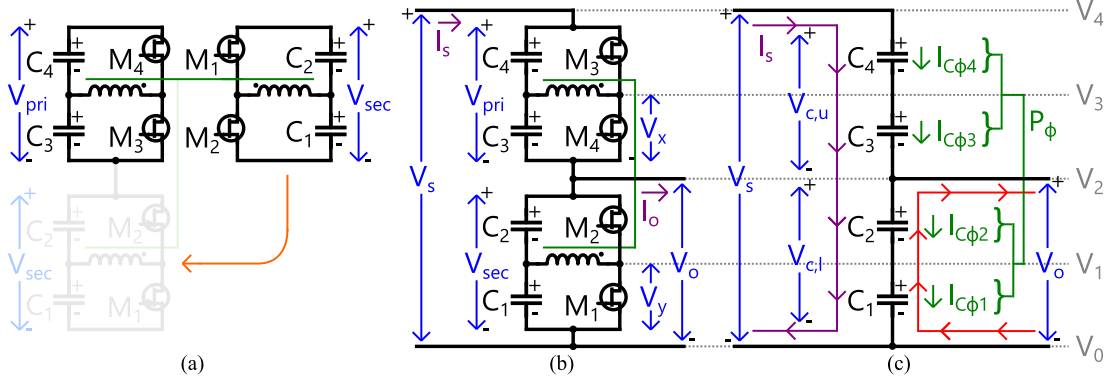 +
C4
-
Vpri
+
C3
-
M4
M3
M1
M2
+
C2
-
+
C1
-
+
Vsec
-
+
-
+
Vsec
-
+
C2
-
+
C1
-
M2
M1
(a)
+
Is
Vs
-
+
Vpri
-
+
C4
-
+
C3
-
M3
M4
+
Vx
-
Io
+
Vsec
-
+
C2
-
+
C1
-
M2
M1
+
Vy
-
+
Vo
-
(b)
+
Is
Vs
-
+
Vc,u
-
+
Vc,l
-
+
C4
-
+
C3
-
+
C2
-
+
C1
-
ICϕ4
ICϕ3
Pϕ
ICϕ2
ICϕ1
+
Vo
-
(c)
V4
V3
V2
V1
V0